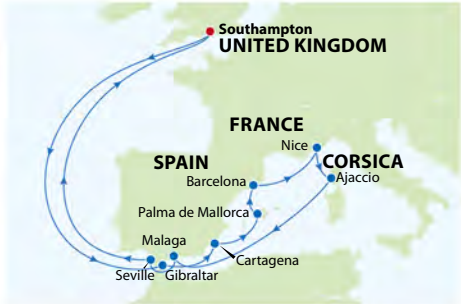 Southampton
UNITED KINGDOM
FRANCE
Nice
SPAIN
CORSICA
Barcelona
Ajaccio
Palma de Mallorca
Malaga
Cartagena
Seville
Gibraltar